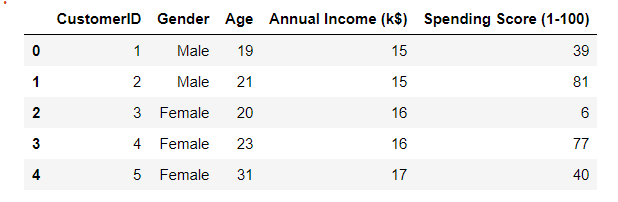 CustomerID Gender Age Annual Income (k$) Spending Score (1-100)
0 1 Male 19 15 39
1 2 Male 21 15 81
2 3 Female 20 16 6
3 4 Female 23 16 77
4 5 Female 31 17 40